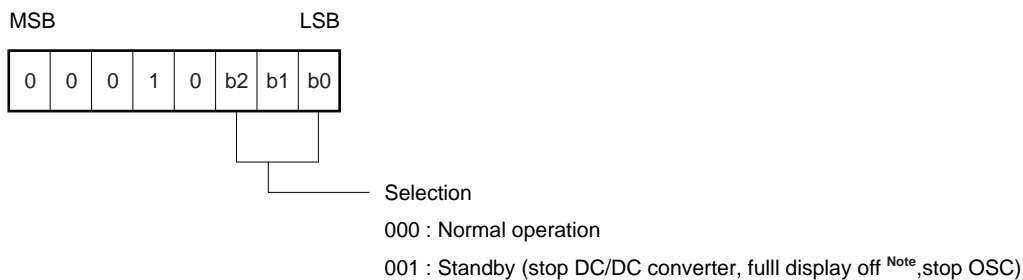 MSB LSB
0 0 0 1 0 b2 b1 b0
Selection
000 : Normal operation
001 : Standby (stop DC/DC converter, fulll display off Note,stop OSC)